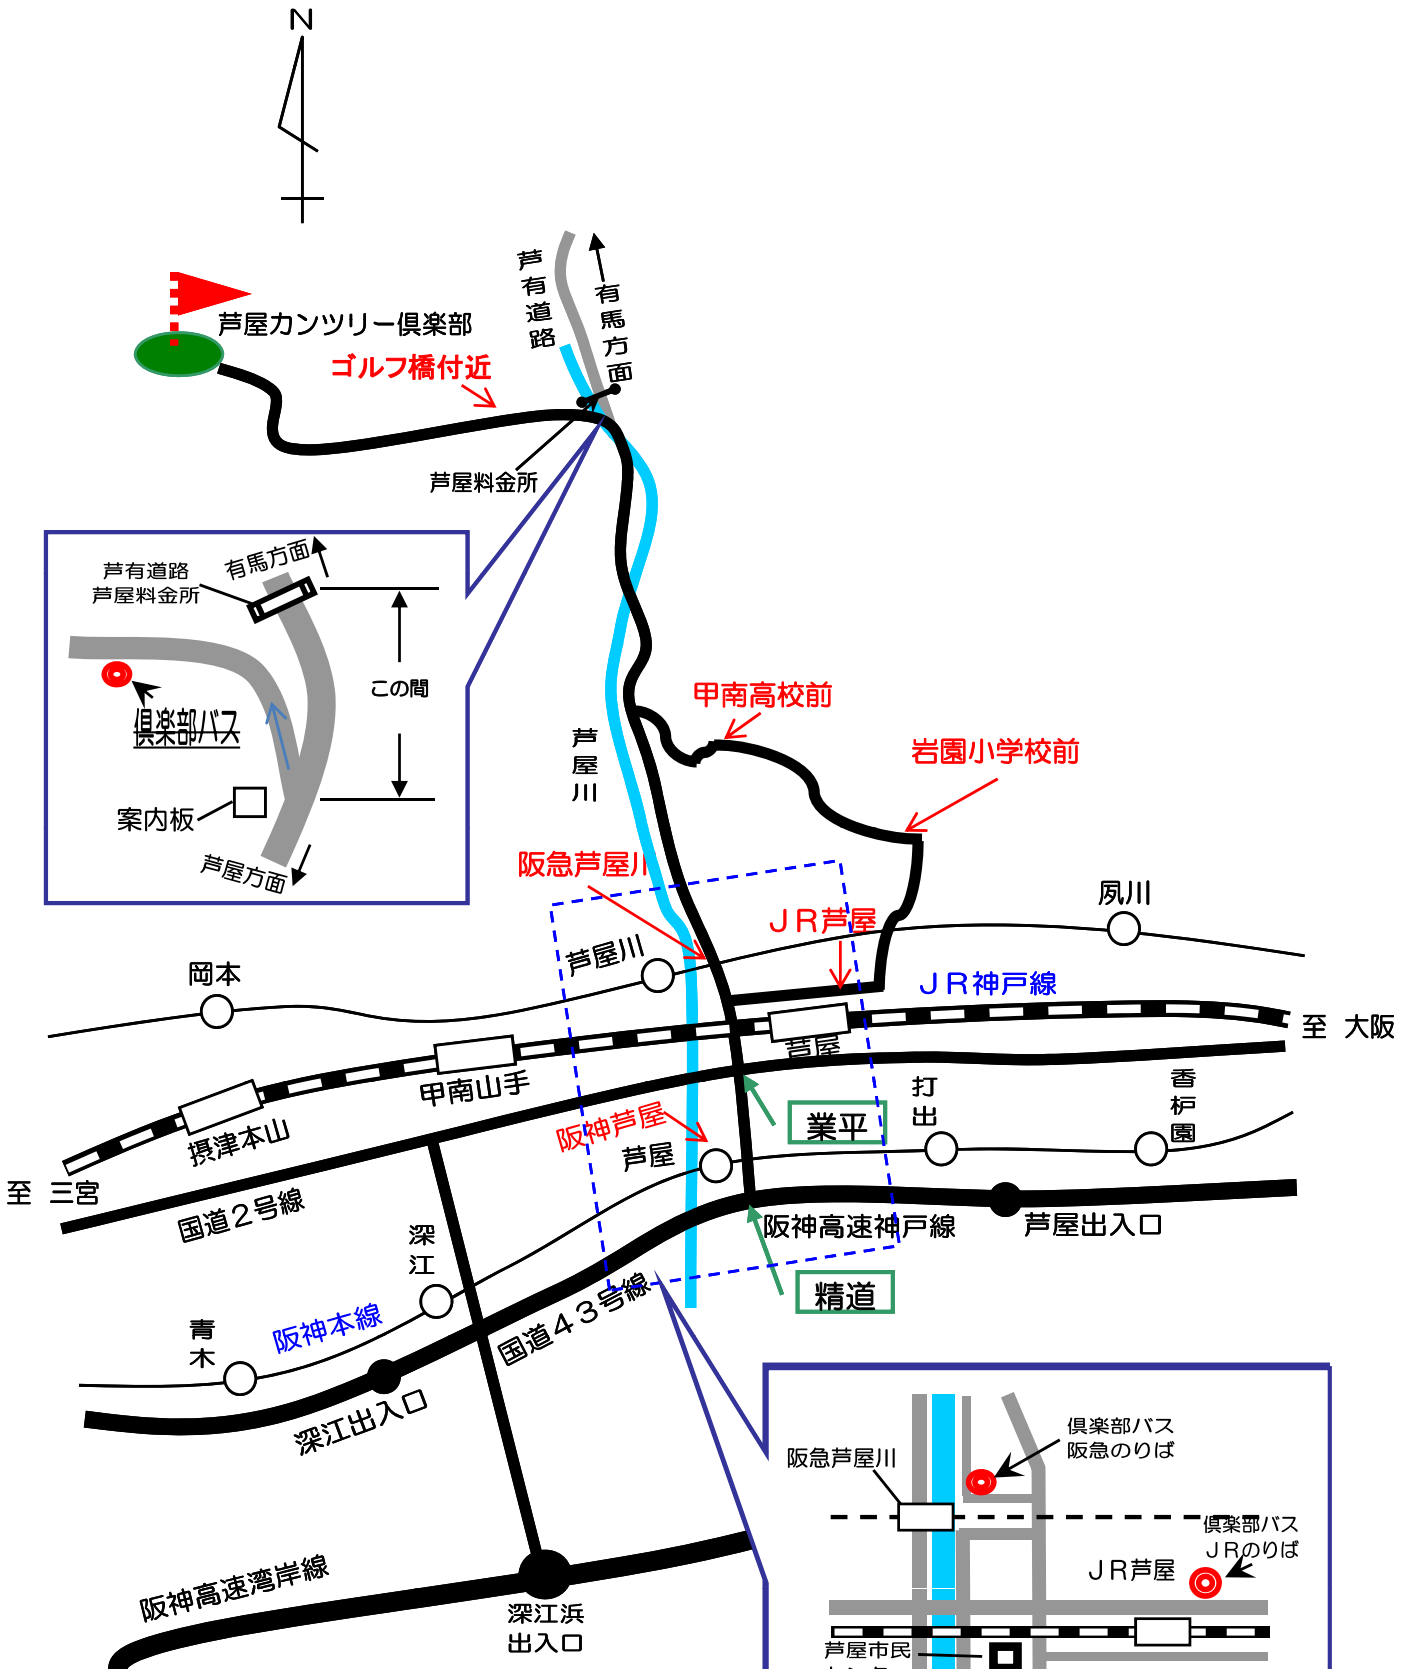 N
芦有道路
有馬方面
芦屋カンツリー倶楽部
ゴルフ橋付近
芦屋料金所
有馬方面
芦有道路
芦屋料金所
この間
倶楽部バス
案内板
芦屋方面
芦屋川
甲南高校前
岩園小学校前
阪急芦屋川
JR芦屋
夙川
芦屋川
岡本
JR神戸線
至 大阪
芦屋
甲南山手
摂津本山
打出
香枦園
業平
阪神芦屋
芦屋
至 三宮
国道2号線
深江
阪神高速神戸線
芦屋出入口
精道
国道43号線
阪神本線
青木
深江出入口
阪急芦屋川
倶楽部バス
阪急のりば
倶楽部バス
JRのりば
JR芦屋
阪神高速湾岸線
深江浜
出入口
芦屋市民